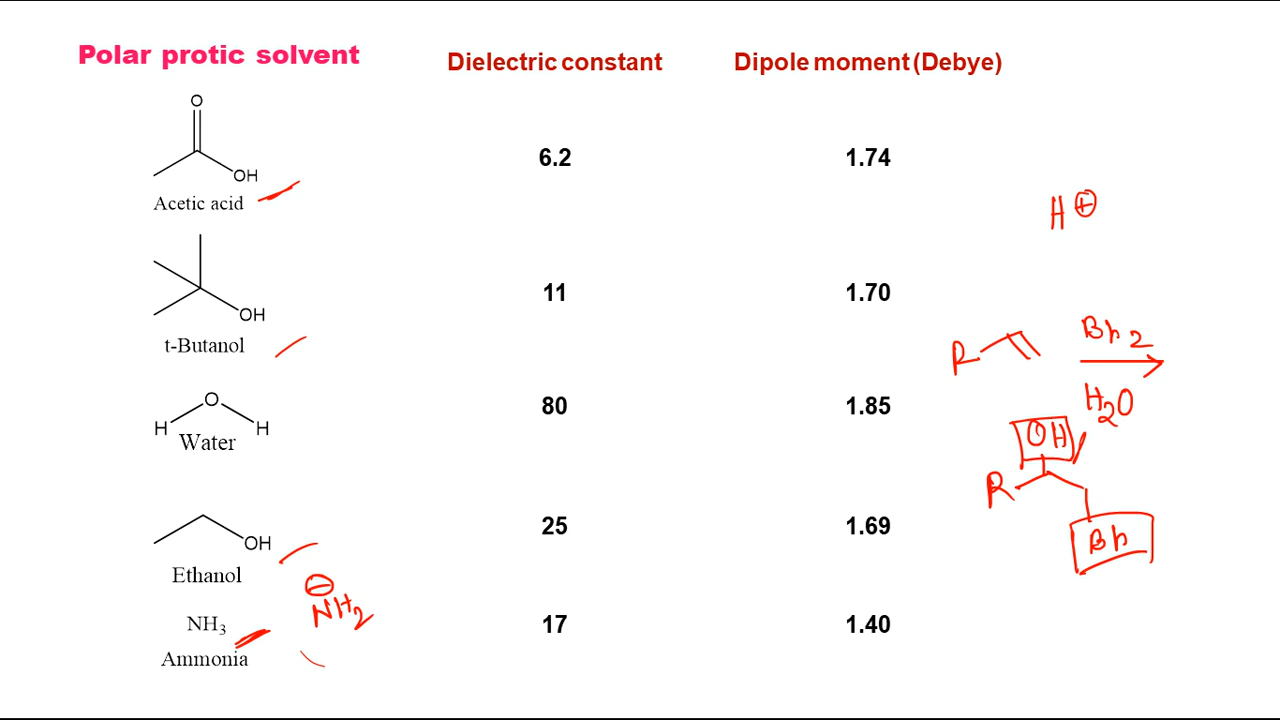 Polar protic solvent Dielectric constant Dipole moment (Debye)
O
OH
Acetic acid 6.2 1.74
H ⊕
OH
t-Butanol 11 1.70
R Br2
H2O
O
H H
Water 80 1.85
OH
R
Br
OH
Ethanol 25 1.69
⊖
NH2
NH3
Ammonia 17 1.40